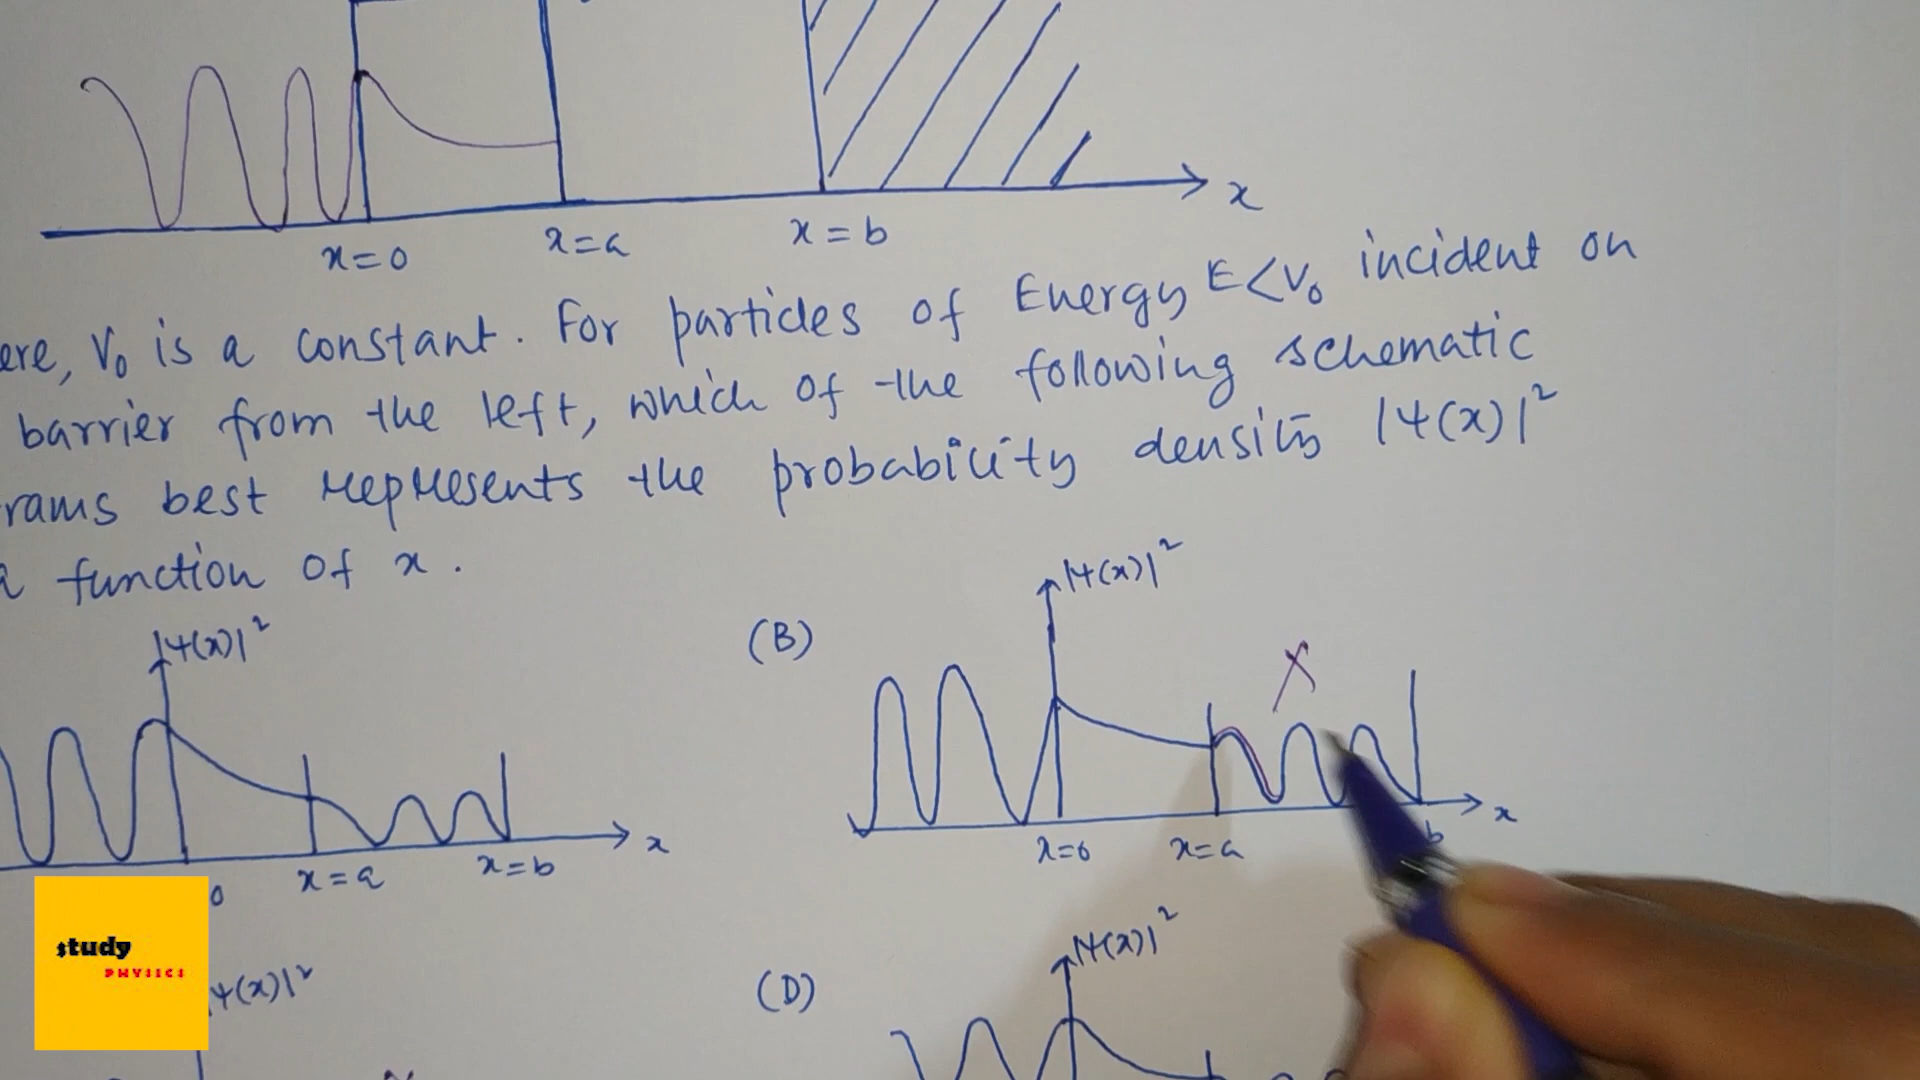 x=0
x=a
x=b
x
ere, V₀ is a constant. For particles of Energy E<V₀ incident on
barrier from the left, which of the following schematic
rams best represents the probability density |ψ(x)|²
a function of x.
|ψ(x)|²
x
0
x=a
x=b
(B)
|ψ(x)|²
x=0
x=a
b
x
study
PHYSICS
ψ(x)|²
(D)
|ψ(x)|²